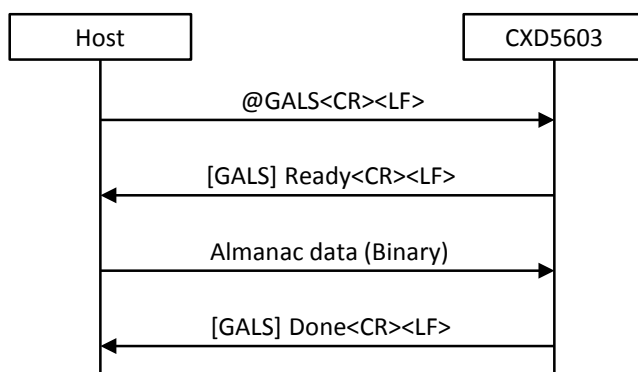 Host
CXD5603
@GALS<CR><LF>
[GALS] Ready<CR><LF>
Almanac data (Binary)
[GALS] Done<CR><LF>